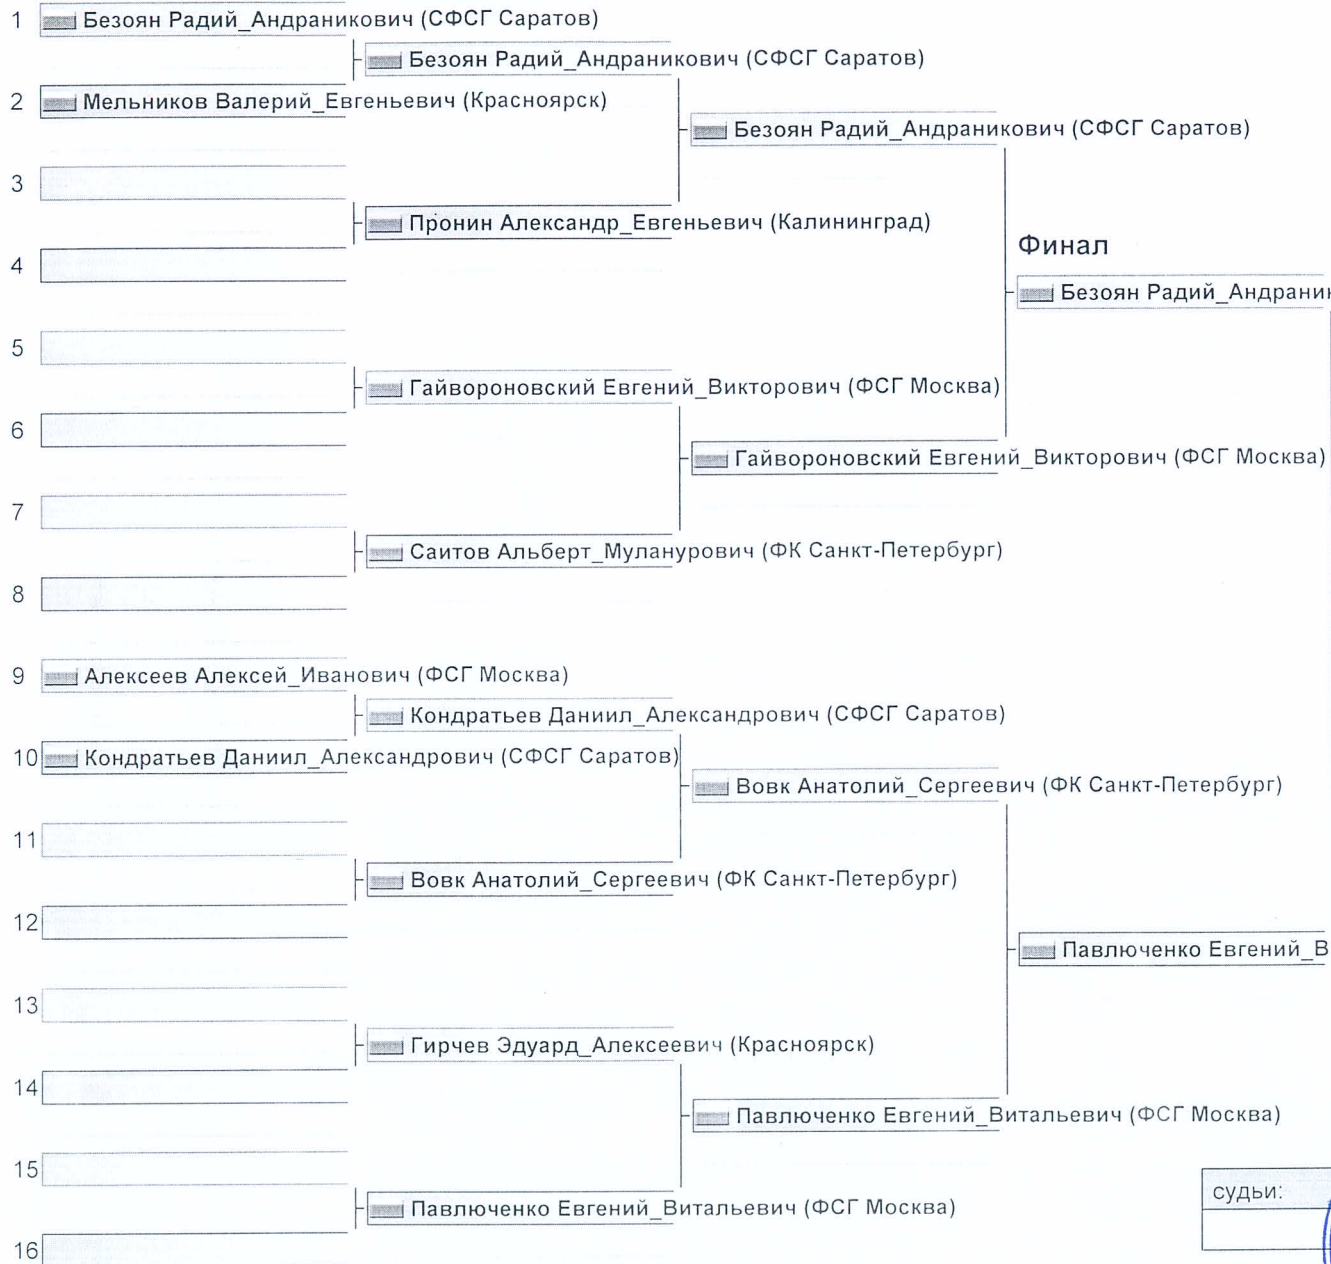 1 Безоян Радий_Андраникович (СФСГ Саратов)
Безоян Радий_Андраникович (СФСГ Саратов)
2 Мельников Валерий_Евгеньевич (Красноярск)
Безоян Радий_Андраникович (СФСГ Саратов)
3
Пронин Александр_Евгеньевич (Калининград)
Финал
4
Безоян Радий_Андрани
5
Гайвороновский Евгений_Викторович (ФСГ Москва)
6
Гайвороновский Евгений_Викторович (ФСГ Москва)
7
Саитов Альберт_Муланурович (ФК Санкт-Петербург)
8
9 Алексеев Алексей_Иванович (ФСГ Москва)
Кондратьев Даниил_Александрович (СФСГ Саратов)
10 Кондратьев Даниил_Александрович (СФСГ Саратов)
Вовк Анатолий_Сергеевич (ФК Санкт-Петербург)
11
Вовк Анатолий_Сергеевич (ФК Санкт-Петербург)
12
Павлюченко Евгений_В
13
Гирчев Эдуард_Алексеевич (Красноярск)
14
Павлюченко Евгений_Витальевич (ФСГ Москва)
15
судьи:
Павлюченко Евгений_Витальевич (ФСГ Москва)
16